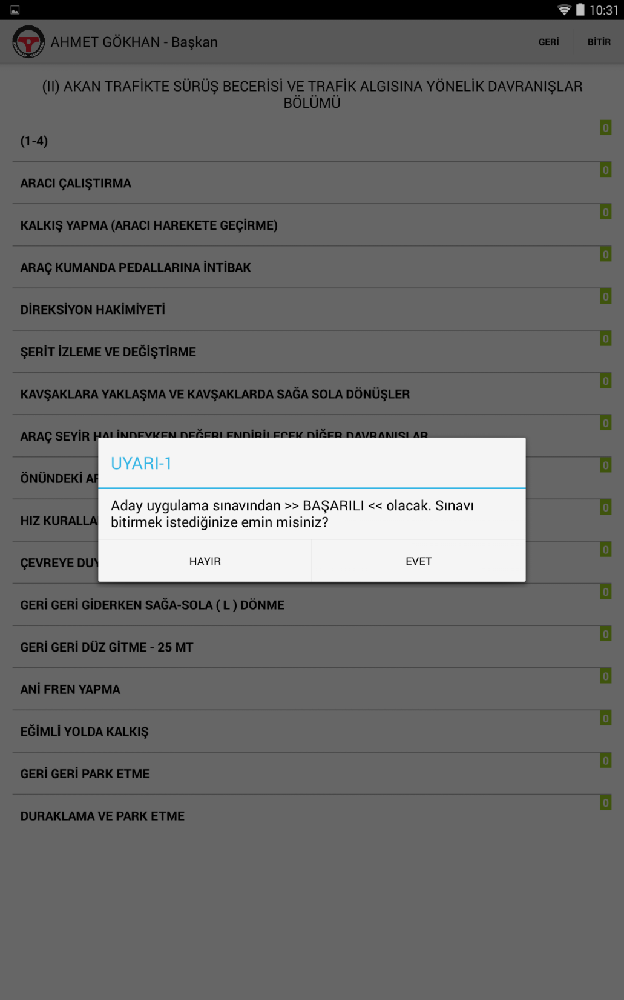 10:31
AHMET GÖKHAN - Başkan
GERİ
BİTİR
(II) AKAN TRAFİKTE SÜRÜŞ BECERİSİ VE TRAFİK ALGISINA YÖNELİK DAVRANIŞLAR
BÖLÜMÜ
0
(1-4)
0
ARACI ÇALIŞTIRMA
0
KALKIŞ YAPMA (ARACI HAREKETE GEÇİRME)
0
ARAÇ KUMANDA PEDALLARINA İNTİBAK
0
DİREKSİYON HAKİMİYETİ
0
ŞERİT İZLEME VE DEĞİŞTİRME
0
KAVŞAKLARA YAKLAŞMA VE KAVŞAKLARDA SAĞA SOLA DÖNÜŞLER
0
ARAÇ SEYİR HALİNDEYKEN DEĞERLENDİRİLECEK DİĞER DAVRANIŞLAR
0
ÖNÜNDEKİ
0
HIZ
0
ÇEVREYE
UYARI-1
Aday uygulama sınavından >> BAŞARILI << olacak. Sınavı
bitirmek istediğinize emin misiniz?
HAYIR
EVET
0
GERİ GERİ GİDERKEN SAĞA-SOLA ( L ) DÖNME
0
GERİ GERİ DÜZ GİTME - 25 MT
0
ANİ FREN YAPMA
0
EĞİMLİ YOLDA KALKIŞ
0
GERİ GERİ PARK ETME
0
DURAKLAMA VE PARK ETME